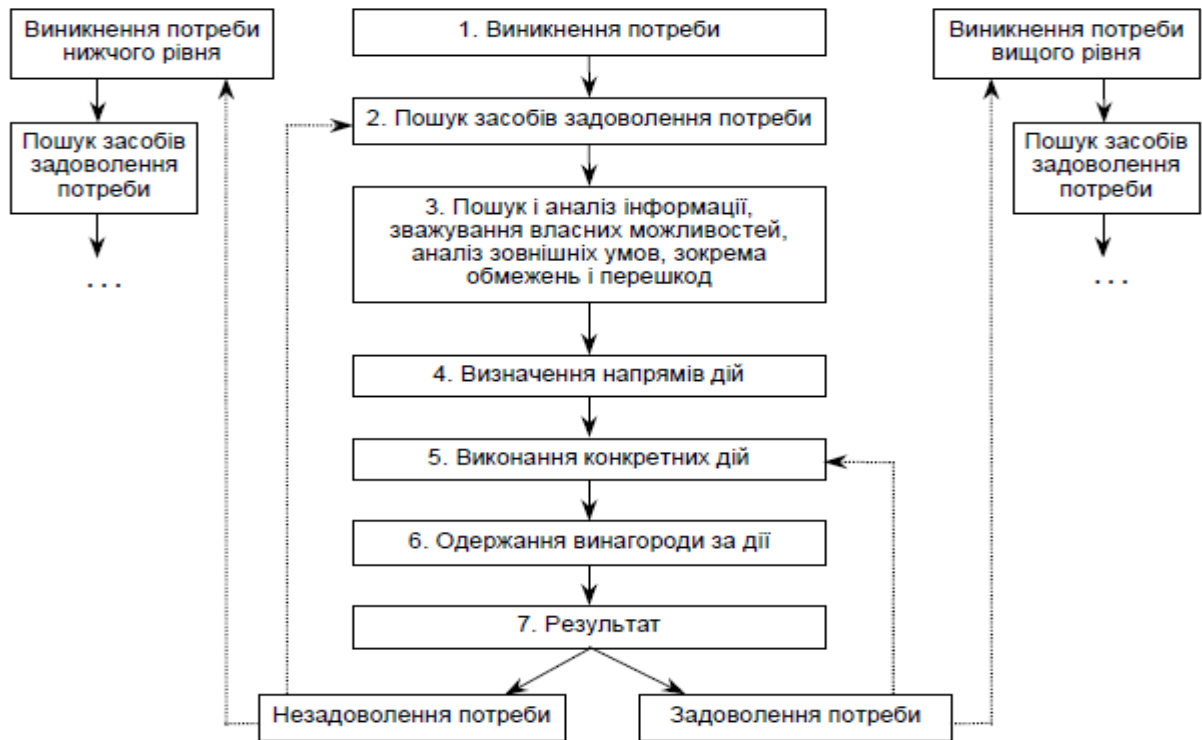 Виникнення потреби
нижчого рівня
Пошук засобів
задоволення
потреби
. . .
1. Виникнення потреби
2. Пошук засобів задоволення потреби
3. Пошук і аналіз інформації,
зважування власних можливостей,
аналіз зовнішніх умов, зокрема
обмежень і перешкод
4. Визначення напрямів дій
5. Виконання конкретних дій
6. Одержання винагороди за дії
7. Результат
Незадоволення потреби
Задоволення потреби
Виникнення потреби
вищого рівня
Пошук засобів
задоволення
потреби
. . .